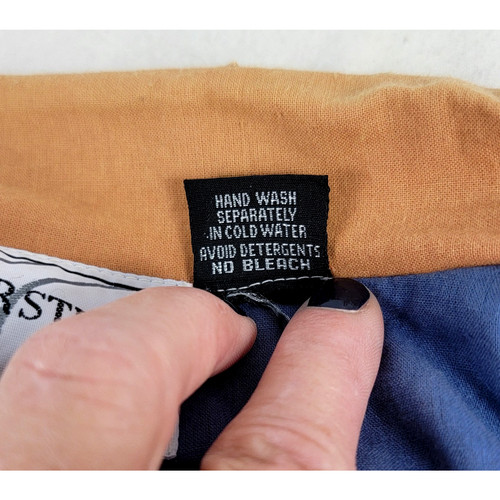 HAND WASH
SEPARATELY
IN COLD WATER
AVOID DETERGENTS
NO BLEACH